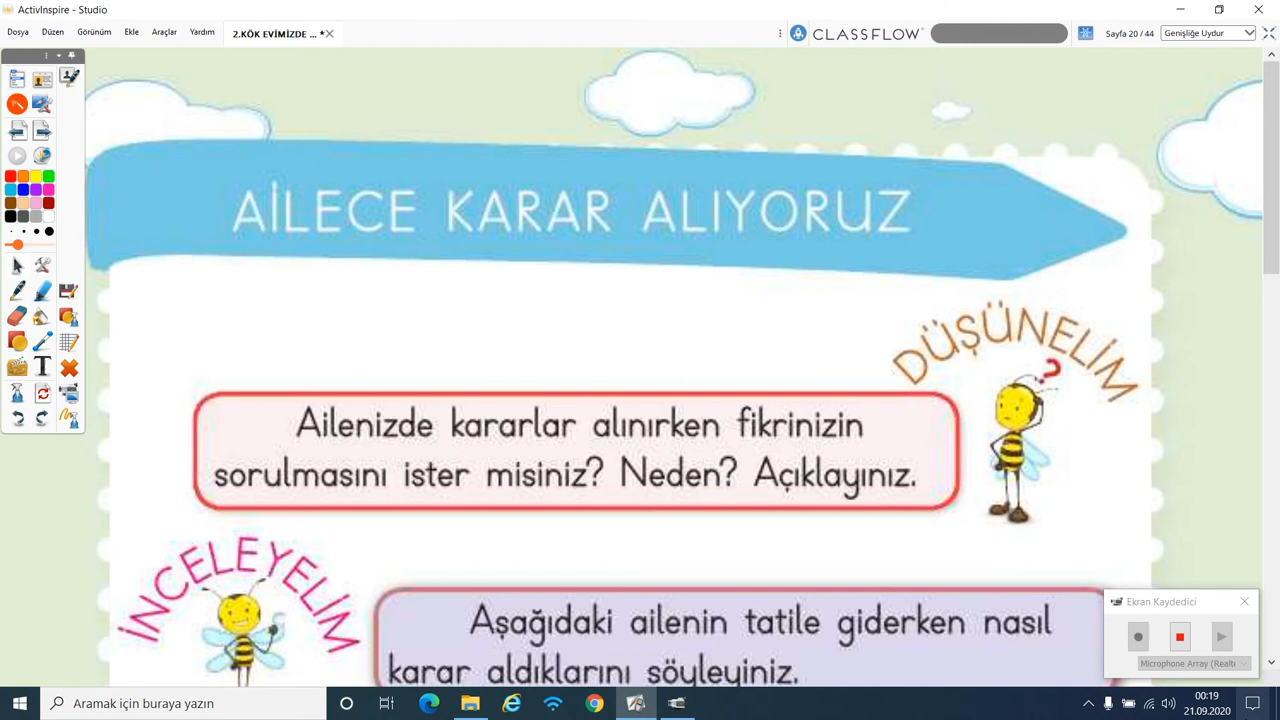 ActivInspire - Studio
Dosya Düzen Görünüm Ekle Araçlar Yardım
2.KÖK EVİMİZDE ... *
CLASSFLOW
Sayfa 20 / 44
Genişliğe Uydur
AİLECE KARAR ALIYORUZ
DÜŞÜNELİM
?
Ailenizde kararlar alınırken fikrinizin
sorulmasını ister misiniz? Neden? Açıklayınız.
İNCELEYELİM
Aşağıdaki ailenin tatile giderken nasıl
karar aldıklarını söyleyiniz.
Ekran Kaydedici
Microphone Array (Realt
Aramak için buraya yazın
00:19
21.09.2020